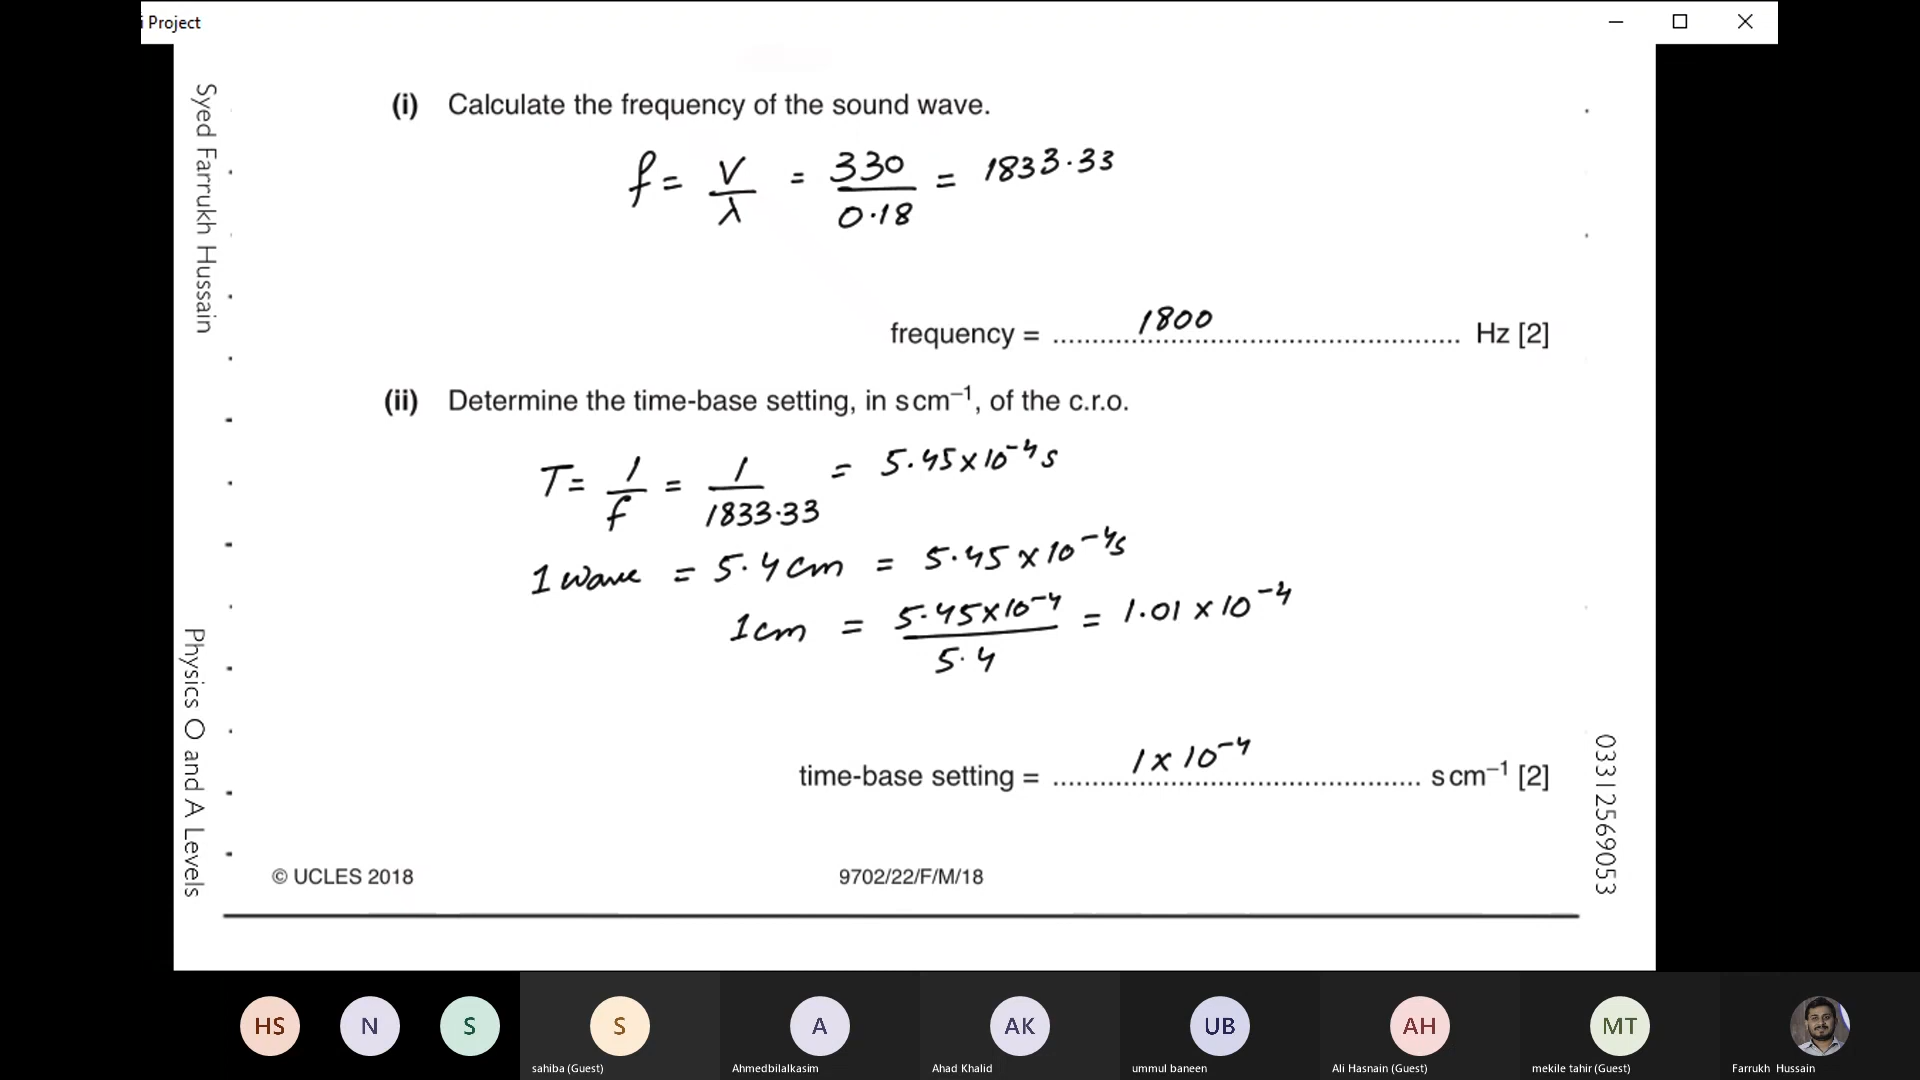 i Project
Syed Farrukh Hussain
(i) Calculate the frequency of the sound wave.
f = V/λ = 330/0.18 = 1833.33
frequency = 1800 Hz [2]
(ii) Determine the time-base setting, in s cm⁻¹, of the c.r.o.
T = 1/f = 1/1833.33 = 5.45 × 10⁻⁴ s
1 wave = 5.4 cm = 5.45 × 10⁻⁴ s
1 cm = 5.45×10⁻⁴/5.4 = 1.01 × 10⁻⁴
time-base setting = 1 × 10⁻⁴ s cm⁻¹ [2]
Physics O and A Levels
03312569053
© UCLES 2018 9702/22/F/M/18
HS N S S A AK UB AH MT
sahiba (Guest) Ahmedbilalkasim Ahad Khalid ummul baneen Ali Hasnain (Guest) mekile tahir (Guest) Farrukh Hussain